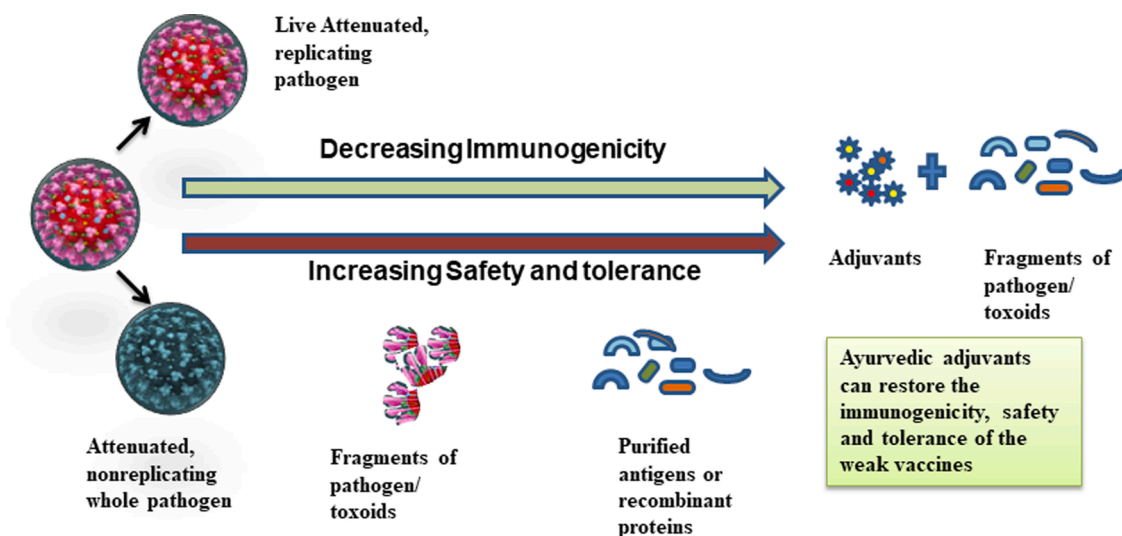 Live Attenuated,
replicating
pathogen
Decreasing Immunogenicity
Increasing Safety and tolerance
Adjuvants
Fragments of
pathogen/
toxoids
Attenuated,
nonreplicating
whole pathogen
Fragments of
pathogen/
toxoids
Purified
antigens or
recombinant
proteins
Ayurvedic adjuvants
can restore the
immunogenicity, safety
and tolerance of the
weak vaccines